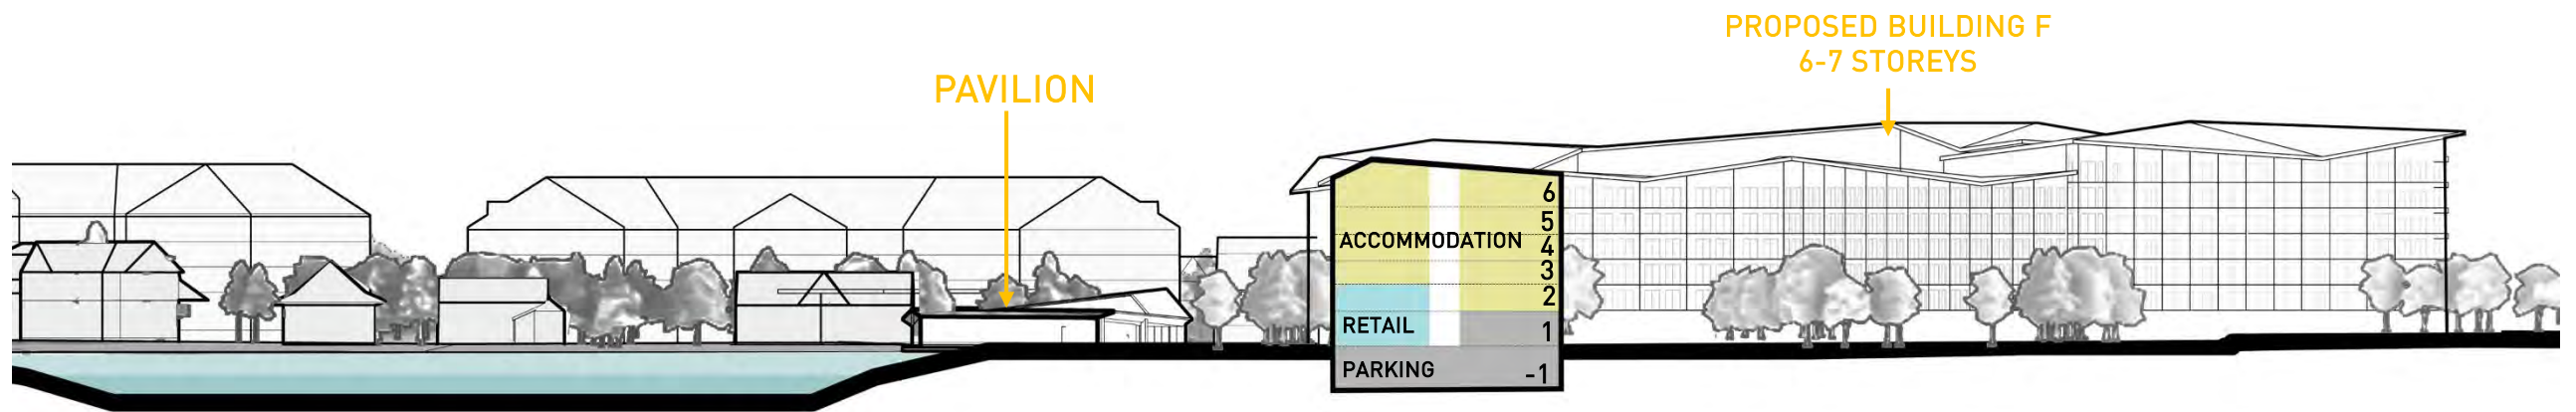 PROPOSED BUILDING F
6-7 STOREYS
PAVILION
6
5
ACCOMMODATION 4
3
2
RETAIL 1
PARKING -1